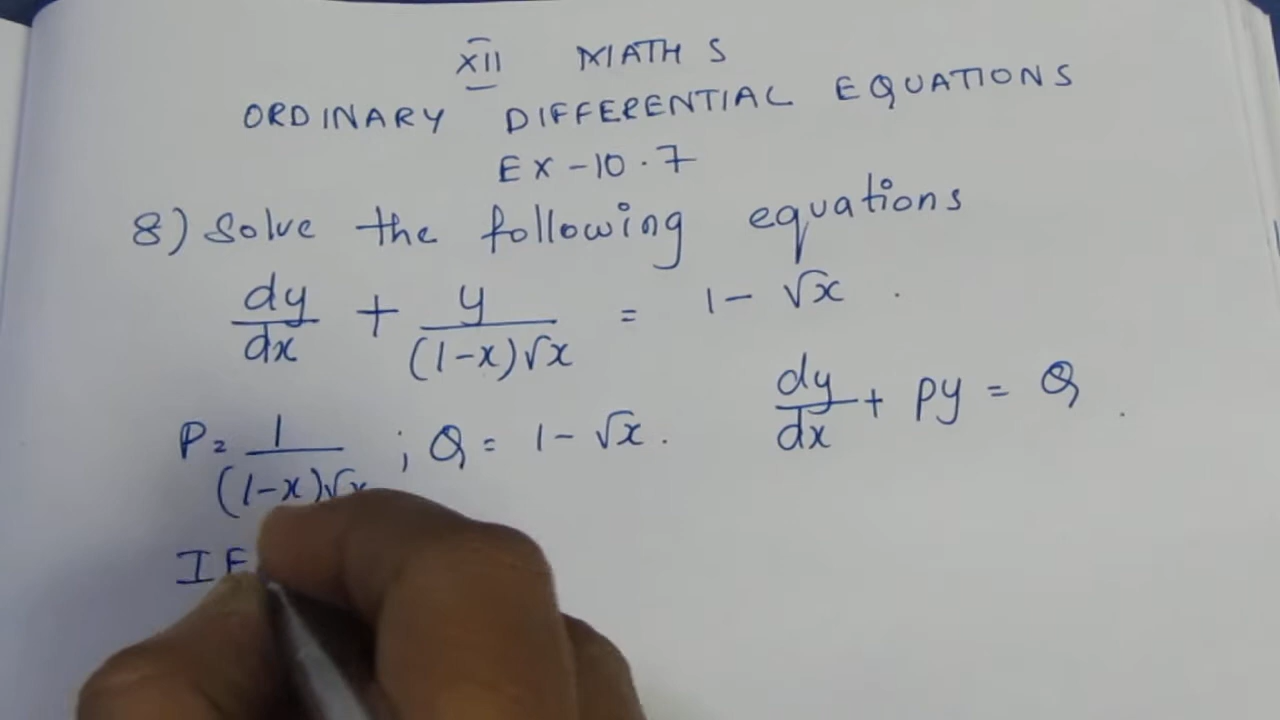 XII MATHS
ORDINARY DIFFERENTIAL EQUATIONS
EX-10.7
8) Solve the following equations
dy/dx + y/((1-x)√x) = 1-√x .
P = 1/((1-x)√x ; Q = 1-√x.
dy/dx + Py = Q .
IF